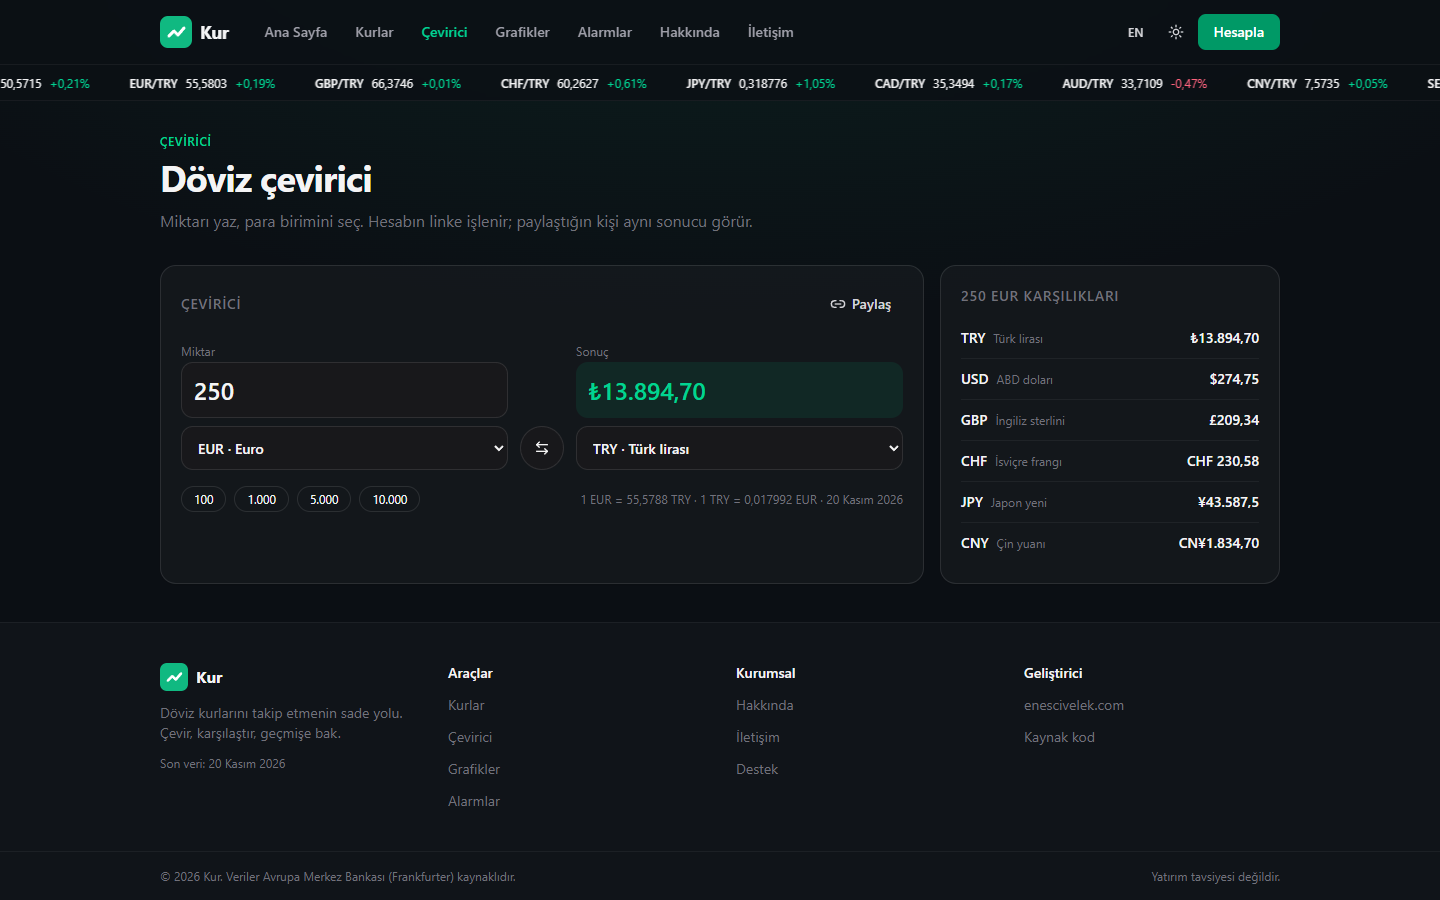 Kur
Ana Sayfa Kurlar Çevirici Grafikler Alarmlar Hakkında İletişim
EN Hesapla
50,5715 +0,21% EUR/TRY 55,5803 +0,19% GBP/TRY 66,3746 +0,01% CHF/TRY 60,2627 +0,61% JPY/TRY 0,318776 +1,05% CAD/TRY 35,3494 +0,17% AUD/TRY 33,7109 -0,47% CNY/TRY 7,5735 +0,05% SE
ÇEVİRİCİ
Döviz çevirici
Miktarı yaz, para birimini seç. Hesabın linke işlenir; paylaştığın kişi aynı sonucu görür.
ÇEVİRİCİ
Paylaş
Miktar
250
EUR · Euro
Sonuç
₺13.894,70
TRY · Türk lirası
100 1.000 5.000 10.000
1 EUR = 55,5788 TRY · 1 TRY = 0,017992 EUR · 20 Kasım 2026
250 EUR KARŞILIKLARI
TRY Türk lirası ₺13.894,70
USD ABD doları $274,75
GBP İngiliz sterlini £209,34
CHF İsviçre frangı CHF 230,58
JPY Japon yeni ¥43.587,5
CNY Çin yuanı CN¥1.834,70
Kur
Döviz kurlarını takip etmenin sade yolu.
Çevir, karşılaştır, geçmişe bak.
Son veri: 20 Kasım 2026
Araçlar
Kurlar
Çevirici
Grafikler
Alarmlar
Kurumsal
Hakkında
İletişim
Destek
Geliştirici
enescivelek.com
Kaynak kod
© 2026 Kur. Veriler Avrupa Merkez Bankası (Frankfurter) kaynaklıdır.
Yatırım tavsiyesi değildir.